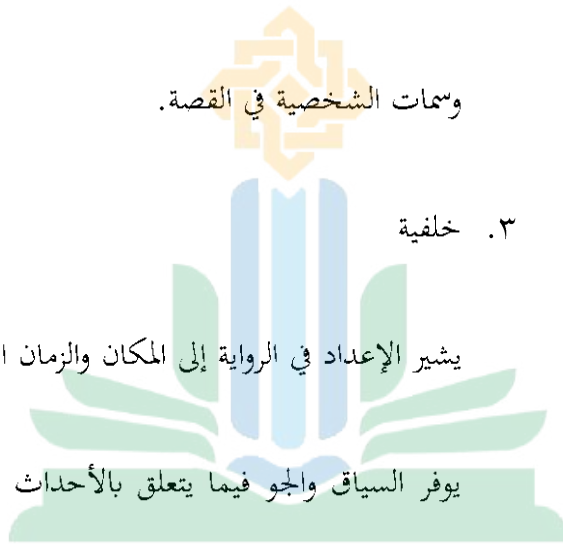 وسمات الشخصية في القصة.
٣. خلفية
يشير الإعداد في الرواية إلى المكان والزمان
يوفر السياق والجو فيما يتعلق بالأحداث